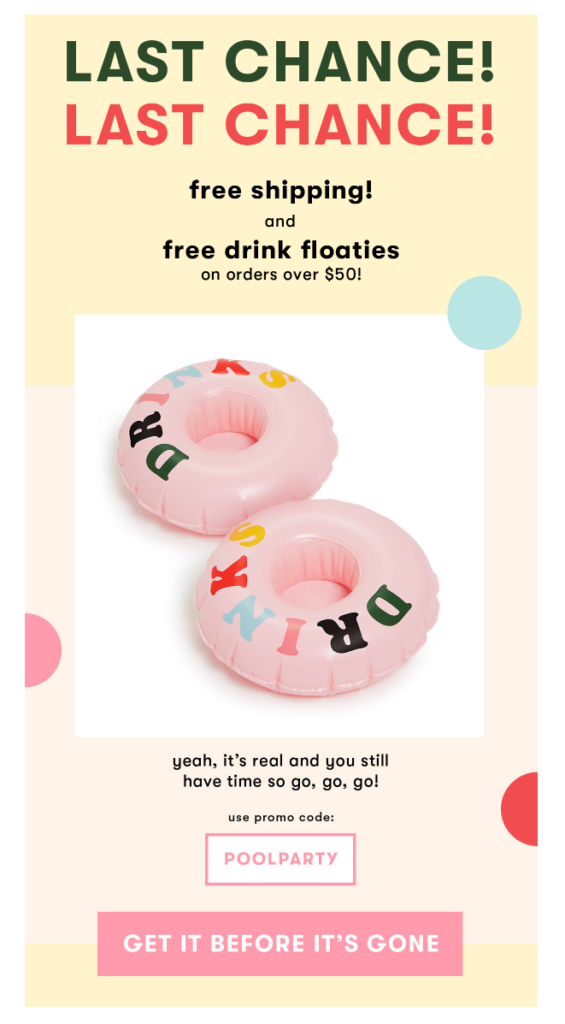 LAST CHANCE!
LAST CHANCE!
free shipping!
and
free drink floaties
on orders over $50!
DRINKS
DRINKS
yeah, it's real and you still
have time so go, go, go!
use promo code:
POOLPARTY
GET IT BEFORE IT'S GONE